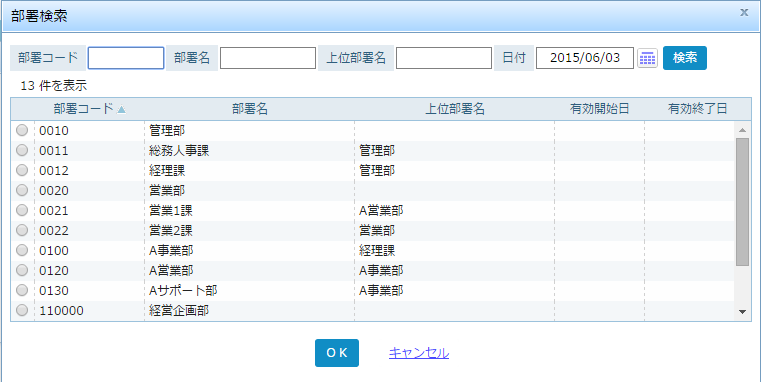 部署検索 x
部署コード 部署名 上位部署名 日付 2015/06/03 検索
13 件を表示
部署コード 部署名 上位部署名 有効開始日 有効終了日
0010 管理部
0011 総務人事課 管理部
0012 経理課 管理部
0020 営業部
0021 営業1課 A営業部
0022 営業2課 営業部
0100 A事業部 経理課
0120 A営業部 A事業部
0130 Aサポート部 A事業部
110000 経営企画部
OK キャンセル